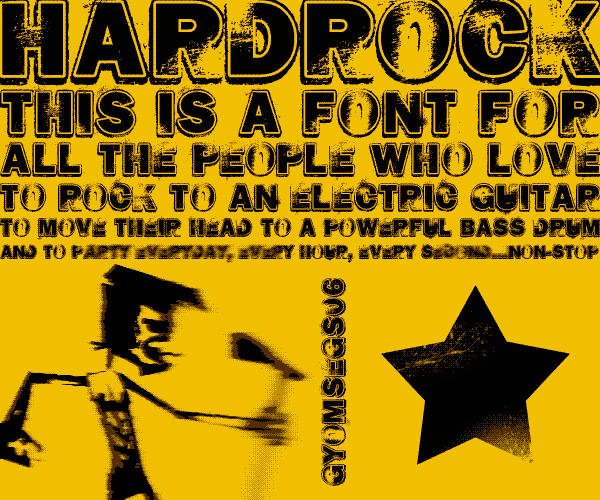 HARDROCK
THIS IS A FONT FOR
ALL THE PEOPLE WHO LOVE
TO ROCK TO AN ELECTRIC GUITAR
TO MOVE THEIR HEAD TO A POWERFUL BASS DRUM
AND TO PARTY EVERYDAY, EVERY HOUR, EVERY SECOND...NON-STOP
GYOMSEGSJ6